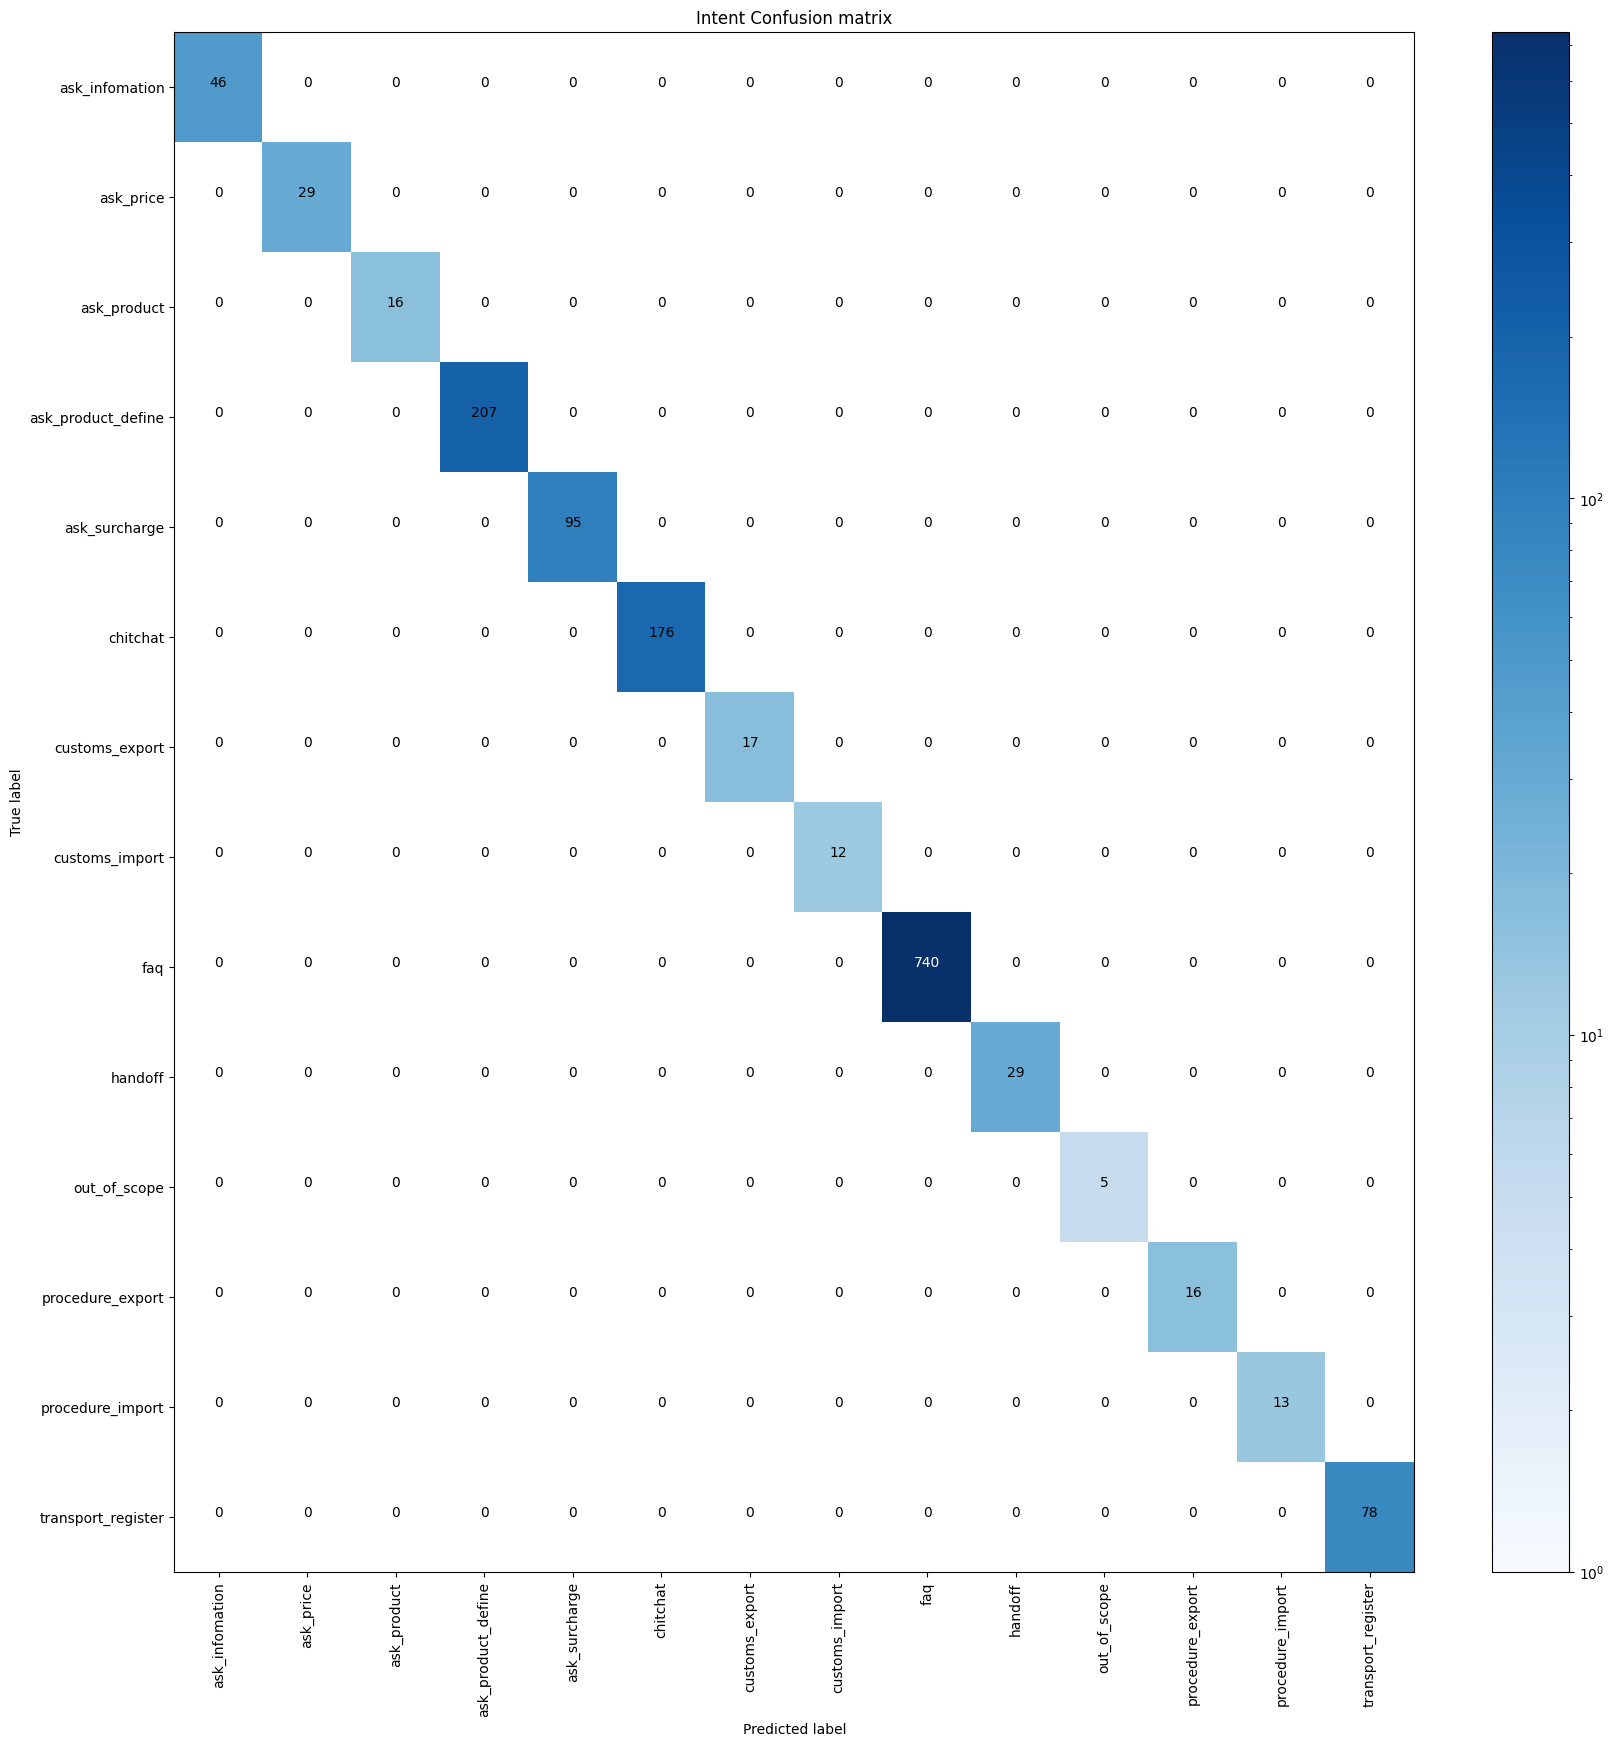 Intent Confusion matrix
ask_infomation 46 0 0 0 0 0 0 0 0 0 0 0 0 0
ask_price 0 29 0 0 0 0 0 0 0 0 0 0 0 0
ask_product 0 0 16 0 0 0 0 0 0 0 0 0 0 0
ask_product_define 0 0 0 207 0 0 0 0 0 0 0 0 0 0
ask_surcharge 0 0 0 0 95 0 0 0 0 0 0 0 0 0
chitchat 0 0 0 0 0 176 0 0 0 0 0 0 0 0
customs_export 0 0 0 0 0 0 17 0 0 0 0 0 0 0
customs_import 0 0 0 0 0 0 0 12 0 0 0 0 0 0
faq 0 0 0 0 0 0 0 0 740 0 0 0 0 0
handoff 0 0 0 0 0 0 0 0 0 29 0 0 0 0
out_of_scope 0 0 0 0 0 0 0 0 0 0 5 0 0 0
procedure_export 0 0 0 0 0 0 0 0 0 0 0 16 0 0
procedure_import 0 0 0 0 0 0 0 0 0 0 0 0 13 0
transport_register 0 0 0 0 0 0 0 0 0 0 0 0 0 78
True label
ask_infomation
ask_price
ask_product
ask_product_define
ask_surcharge
chitchat
customs_export
customs_import
faq
handoff
out_of_scope
procedure_export
procedure_import
transport_register
Predicted label
10²
10¹
10⁰